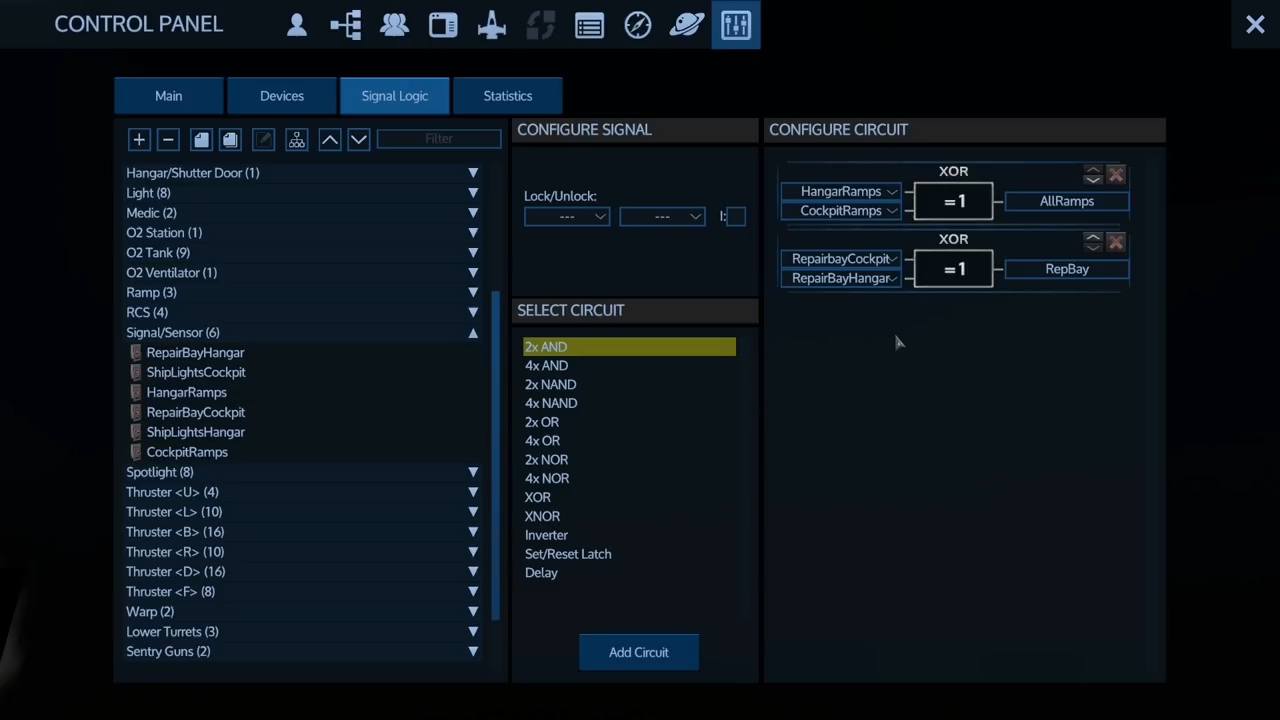 CONTROL PANEL
Main
Devices
Signal Logic
Statistics
Filter
Hangar/Shutter Door (1)
Light (8)
Medic (2)
O2 Station (1)
O2 Tank (9)
O2 Ventilator (1)
Ramp (3)
RCS (4)
Signal/Sensor (6)
RepairBayHangar
ShipLightsCockpit
HangarRamps
RepairBayCockpit
ShipLightsHangar
CockpitRamps
Spotlight (8)
Thruster <U> (4)
Thruster <L> (10)
Thruster <B> (16)
Thruster <R> (10)
Thruster <D> (16)
Thruster <F> (8)
Warp (2)
Lower Turrets (3)
Sentry Guns (2)
CONFIGURE SIGNAL
Lock/Unlock:
--- --- I:
SELECT CIRCUIT
2x AND
4x AND
2x NAND
4x NAND
2x OR
4x OR
2x NOR
4x NOR
XOR
XNOR
Inverter
Set/Reset Latch
Delay
Add Circuit
CONFIGURE CIRCUIT
XOR
HangarRamps
CockpitRamps
=1
AllRamps
XOR
RepairbayCockpit
RepairBayHangar
=1
RepBay